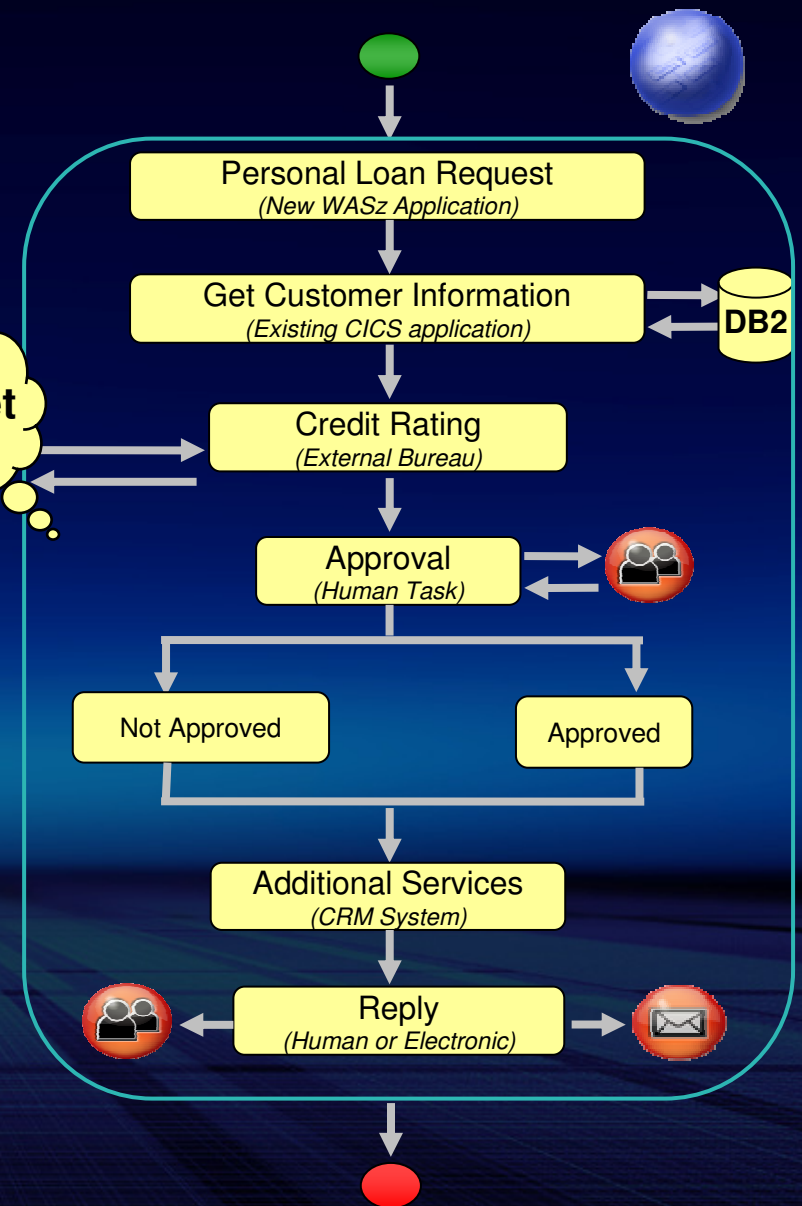 Personal Loan Request
(New WASz Application)
Get Customer Information
(Existing CICS application)
DB2
Credit Rating
(External Bureau)
Approval
(Human Task)
Not Approved
Approved
Additional Services
(CRM System)
Reply
(Human or Electronic)